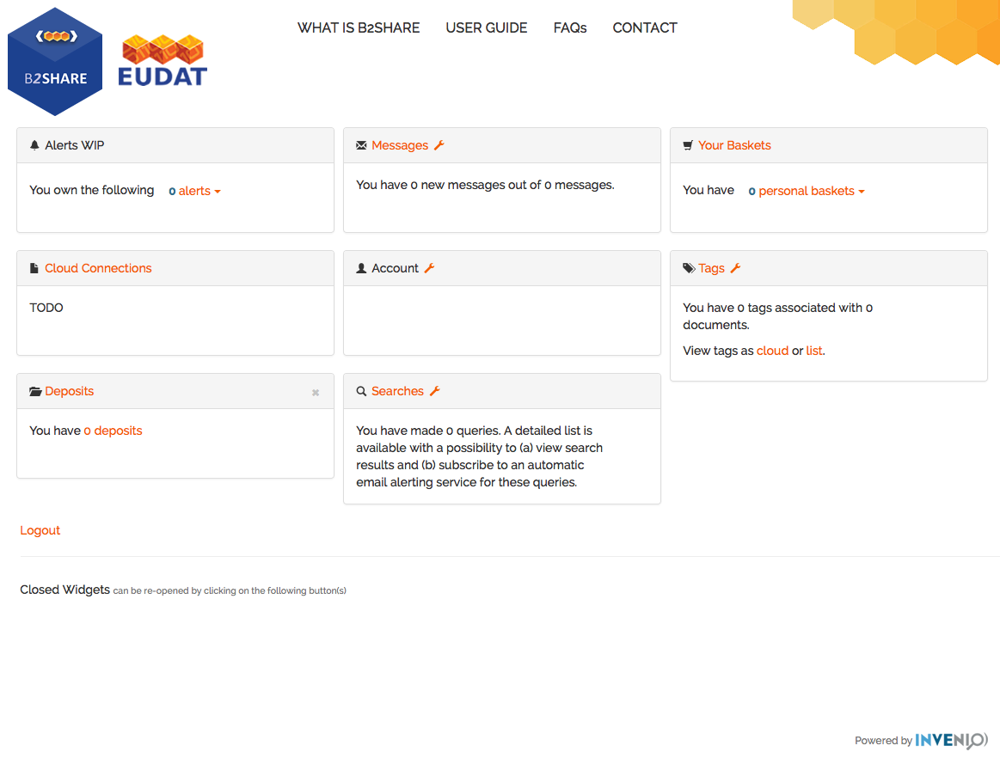 B2SHARE
EUDAT
WHAT IS B2SHARE USER GUIDE FAQs CONTACT
Alerts WIP
You own the following 0 alerts
Messages
You have 0 new messages out of 0 messages.
Your Baskets
You have 0 personal baskets
Cloud Connections
TODO
Account
Tags
You have 0 tags associated with 0
documents.
View tags as cloud or list.
Deposits
You have 0 deposits
Searches
You have made 0 queries. A detailed list is
available with a possibility to (a) view search
results and (b) subscribe to an automatic
email alerting service for these queries.
Logout
Closed Widgets can be re-opened by clicking on the following button(s)
Powered by INVENIO